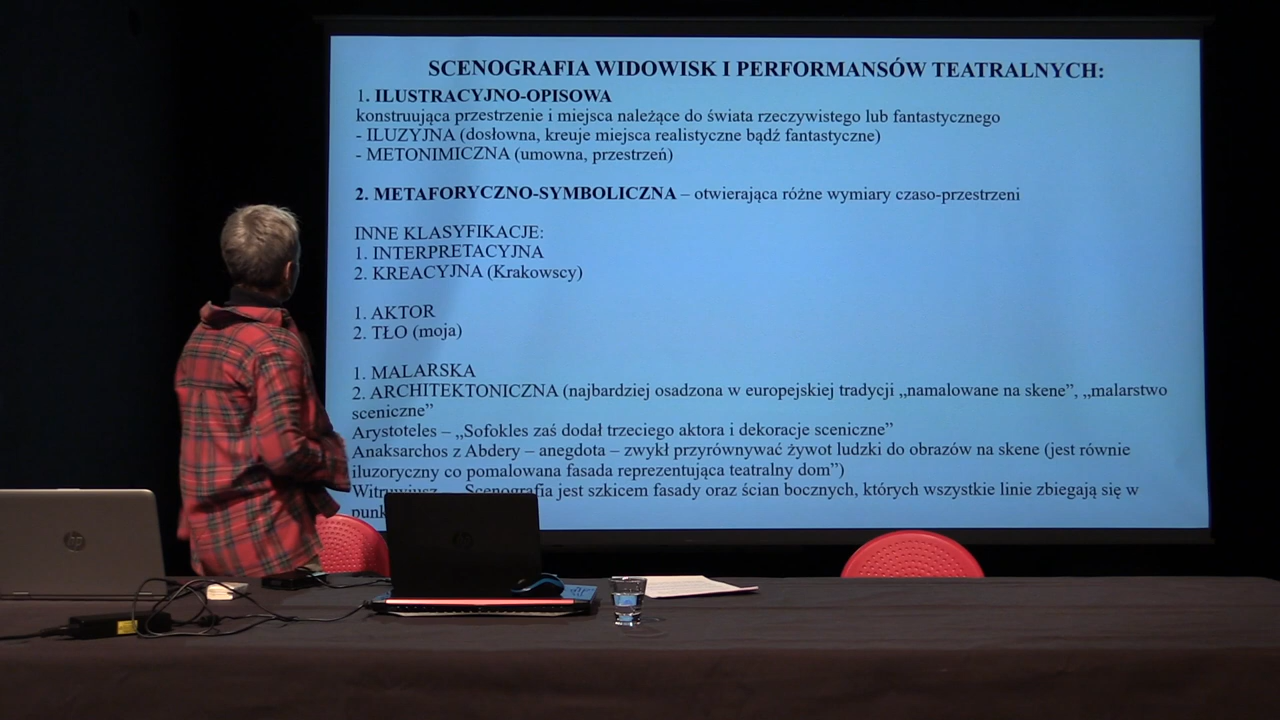 SCENOGRAFIA WIDOWISK I PERFORMANSÓW TEATRALNYCH:
1. ILUSTRACYJNO-OPISOWA
konstruująca przestrzenie i miejsca należące do świata rzeczywistego lub fantastycznego
- ILUZYJNA (dosłowna, kreuje miejsca realistyczne bądź fantastyczne)
- METONIMICZNA (umowna, przestrzeń)
2. METAFORYCZNO-SYMBOLICZNA – otwierająca różne wymiary czaso-przestrzeni
INNE KLASYFIKACJE:
1. INTERPRETACYJNA
2. KREACYJNA (Krakowscy)
1. AKTOR
2. TŁO (moja)
1. MALARSKA
2. ARCHITEKTONICZNA (najbardziej osadzona w europejskiej tradycji „namalowane na skene”, „malarstwo
sceniczne”
Arystoteles – „Sofokles zaś dodał trzeciego aktora i dekoracje sceniczne”
Anaksarchos z Abdery – anegdota – zwykł przyrównywać żywot ludzki do obrazów na skene (jest równie
iluzoryczny co pomalowana fasada reprezentująca teatralny dom”)
Scenografia jest szkicem fasady oraz ścian bocznych, których wszystkie linie zbiegają się w
hp